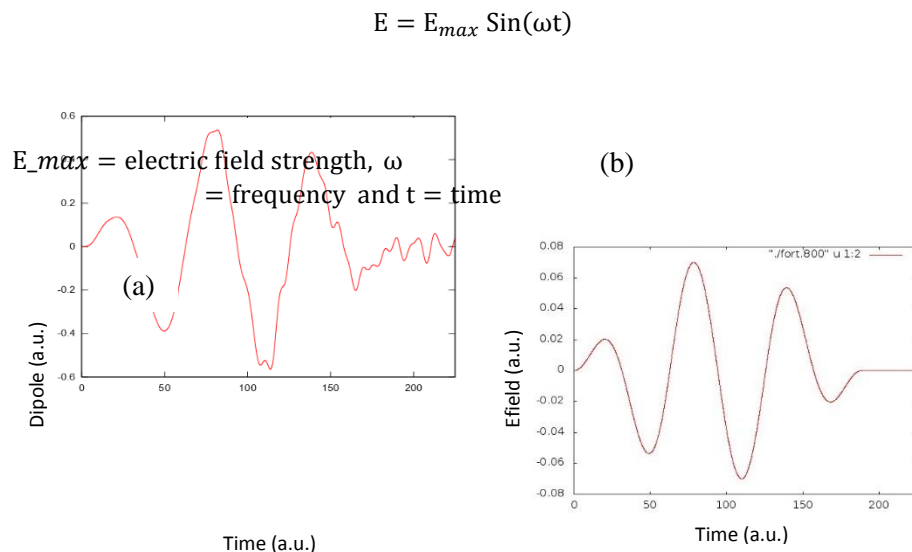 E = E_max Sin(ωt)
E_max = electric field strength, ω
= frequency and t = time
(a)
0.6
0.2
0
-0.2
-0.4
-0.6
0
50
100
150
200
Dipole (a.u.)
Time (a.u.)
(b)
"./fort.800" u 1:2
0.08
0.06
0.04
0.02
0
-0.02
-0.04
-0.06
-0.08
0
50
100
150
200
Efield (a.u.)
Time (a.u.)